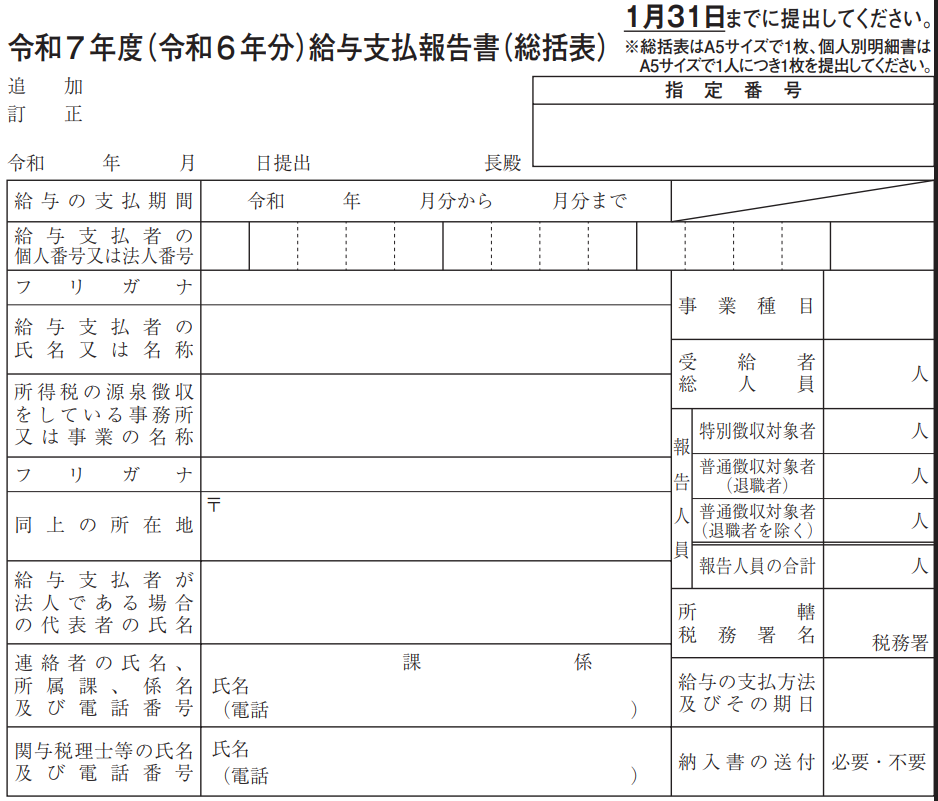 1月31日までに提出してください。
令和7年度(令和6年分)給与支払報告書(総括表)
※総括表はA5サイズで1枚、個人別明細書は
A5サイズで1人につき1枚を提出してください。
追加
訂正
指定番号
令和 年 月 日提出 長殿
給与の支払期間
令和 年 月分から 月分まで
給与支払者の
個人番号又は法人番号
フリガナ
給与支払者の
氏名又は名称
所得税の源泉徴収
をしている事務所
又は事業の名称
フリガナ
同上の所在地
〒
給与支払者が
法人である場合
の代表者の氏名
連絡者の氏名、
所属課、係名
及び電話番号
課 係
氏名
(電話 )
関与税理士等の氏名
及び電話番号
氏名
(電話 )
事業種目
受給者
総人員
人
報告人員
特別徴収対象者
人
普通徴収対象者
(退職者)
人
普通徴収対象者
(退職者を除く)
人
報告人員の合計
人
所轄
税務署名
税務署
給与の支払方法
及びその期日
納入書の送付
必要・不要